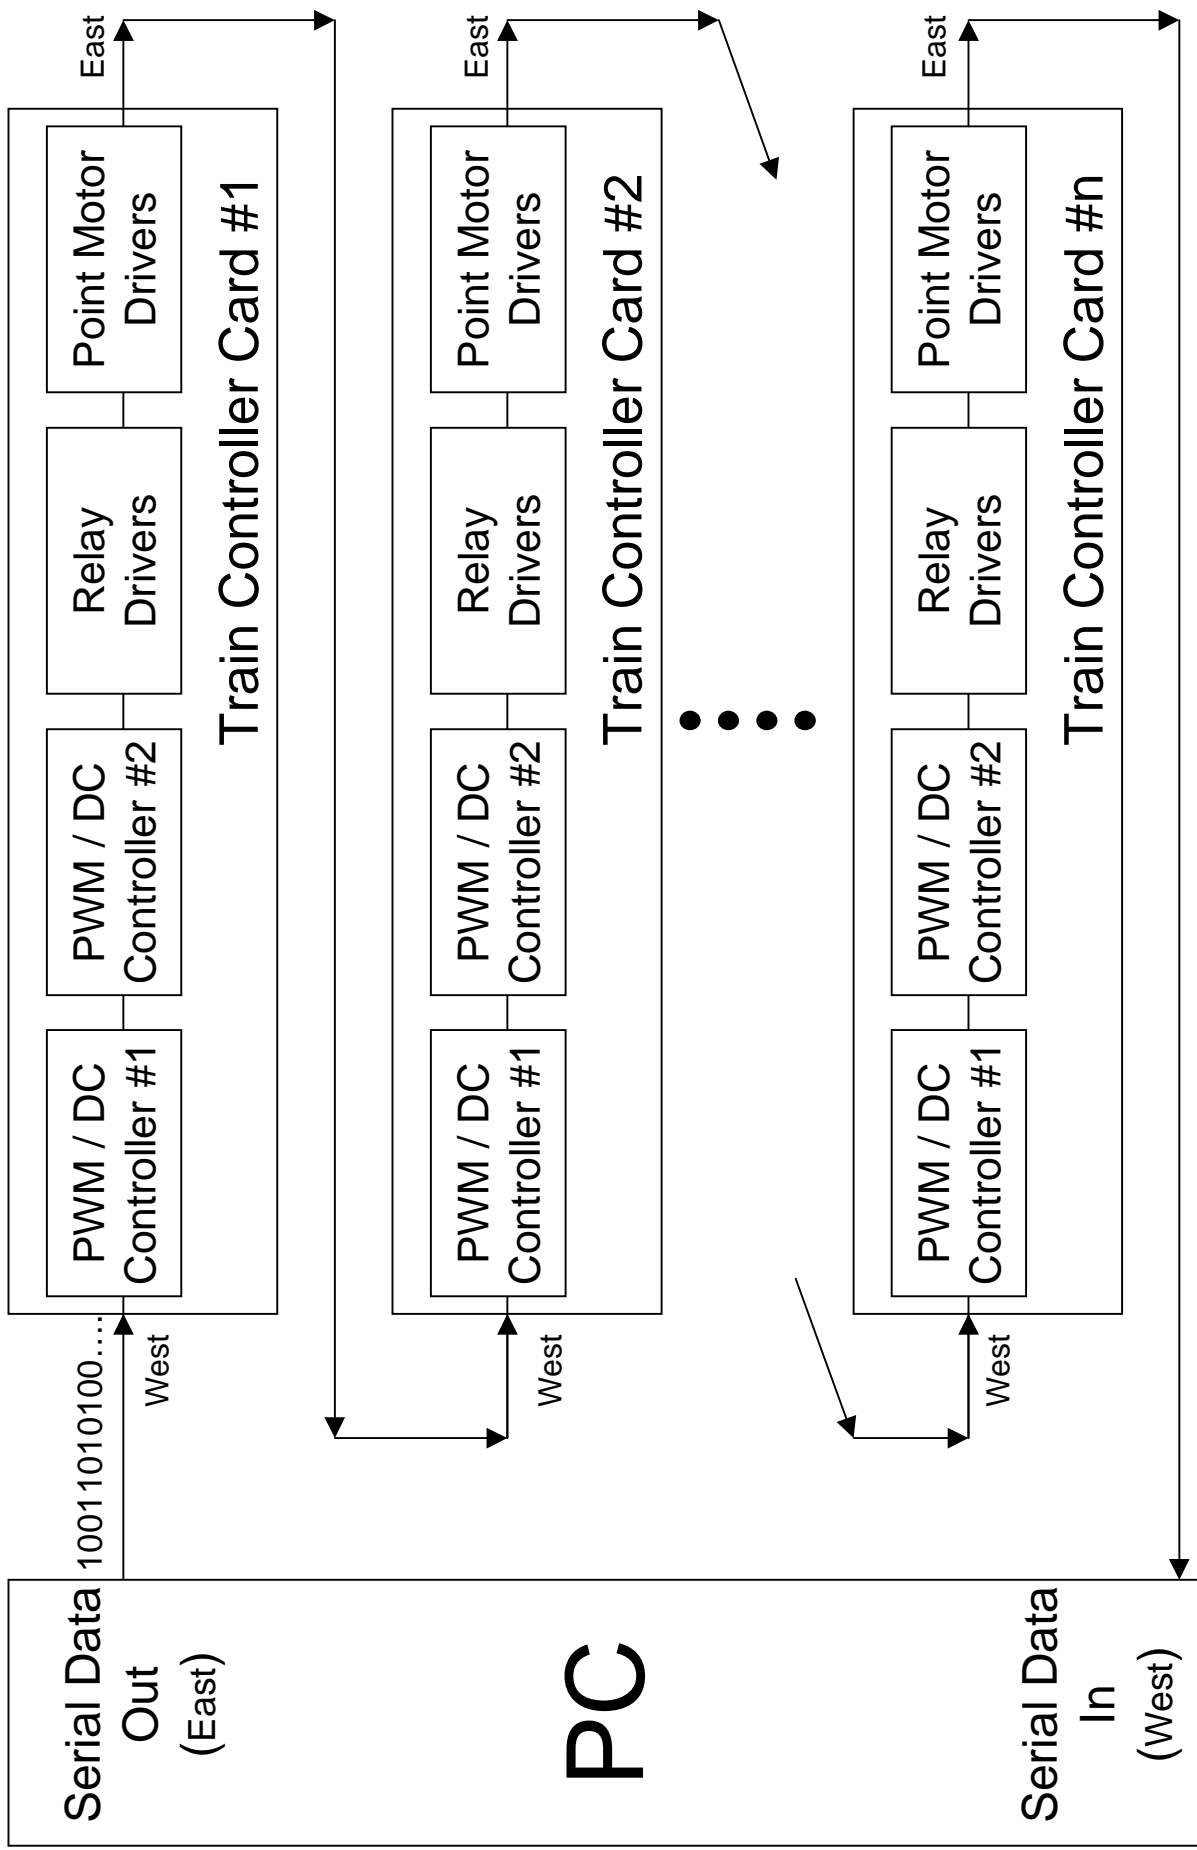 Serial Data
Out
(East)
PC
Serial Data
In
(West)
10011010100....
West
PWM / DC
Controller #1
PWM / DC
Controller #2
Relay
Drivers
Point Motor
Drivers
Train Controller Card #1
East
West
PWM / DC
Controller #1
PWM / DC
Controller #2
Relay
Drivers
Point Motor
Drivers
Train Controller Card #2
East
West
PWM / DC
Controller #1
PWM / DC
Controller #2
Relay
Drivers
Point Motor
Drivers
Train Controller Card #n
East